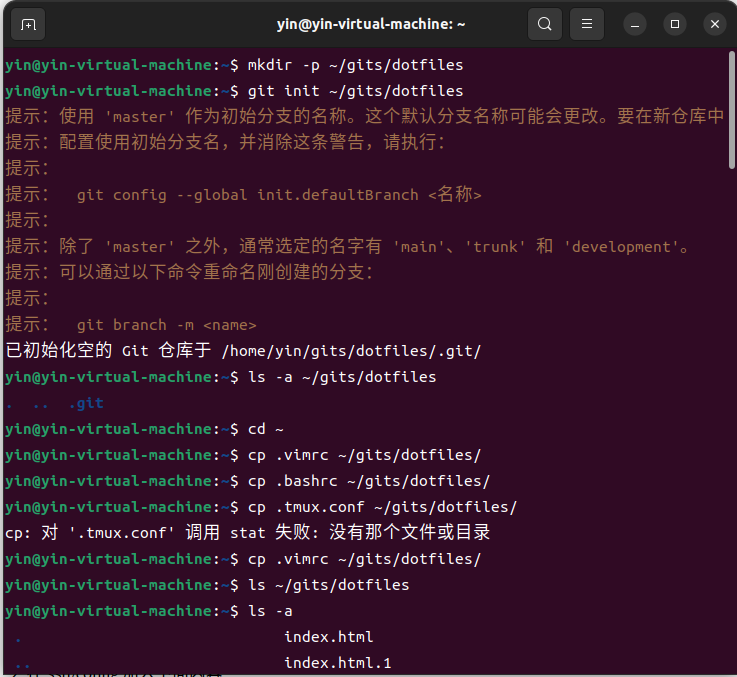 yin@yin-virtual-machine: ~
yin@yin-virtual-machine:~$ mkdir -p ~/gits/dotfiles
yin@yin-virtual-machine:~$ git init ~/gits/dotfiles
提示：使用 'master' 作为初始分支的名称。这个默认分支名称可能会更改。要在新仓库中
提示：配置使用初始分支名，并消除这条警告，请执行：
提示：
提示：  git config --global init.defaultBranch <名称>
提示：
提示：除了 'master' 之外，通常选定的名字有 'main'、'trunk' 和 'development'。
提示：可以通过以下命令重命名刚创建的分支：
提示：
提示：  git branch -m <name>
已初始化空的 Git 仓库于 /home/yin/gits/dotfiles/.git/
yin@yin-virtual-machine:~$ ls -a ~/gits/dotfiles
.  ..  .git
yin@yin-virtual-machine:~$ cd ~
yin@yin-virtual-machine:~$ cp .vimrc ~/gits/dotfiles/
yin@yin-virtual-machine:~$ cp .bashrc ~/gits/dotfiles/
yin@yin-virtual-machine:~$ cp .tmux.conf ~/gits/dotfiles/
cp: 对 '.tmux.conf' 调用 stat 失败: 没有那个文件或目录
yin@yin-virtual-machine:~$ cp .vimrc ~/gits/dotfiles/
yin@yin-virtual-machine:~$ ls ~/gits/dotfiles
yin@yin-virtual-machine:~$ ls -a
.  index.html
..  index.html.1